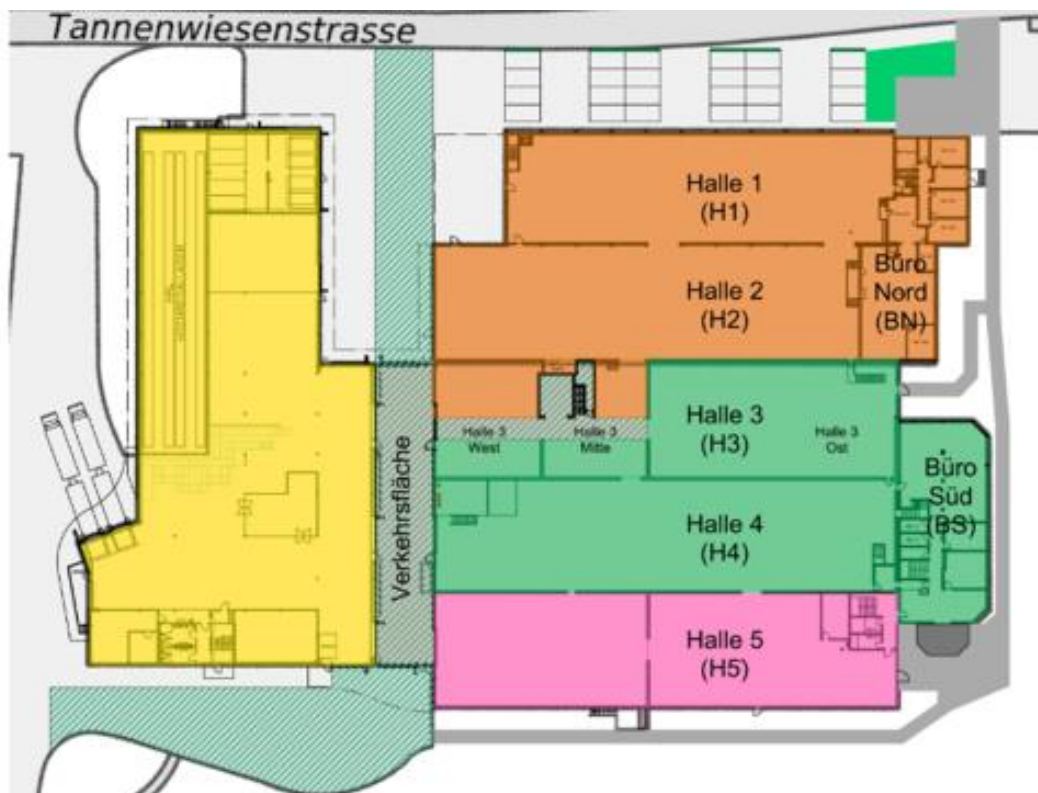 Tannenwiesenstrasse
Halle 1
(H1)
Halle 2
(H2)
Büro
Nord
(BN)
Halle 3
West
Halle 3
Mitte
Halle 3
(H3)
Halle 3
Ost
Verkehrsfläche
Halle 4
(H4)
Büro
Süd
(BS)
Halle 5
(H5)